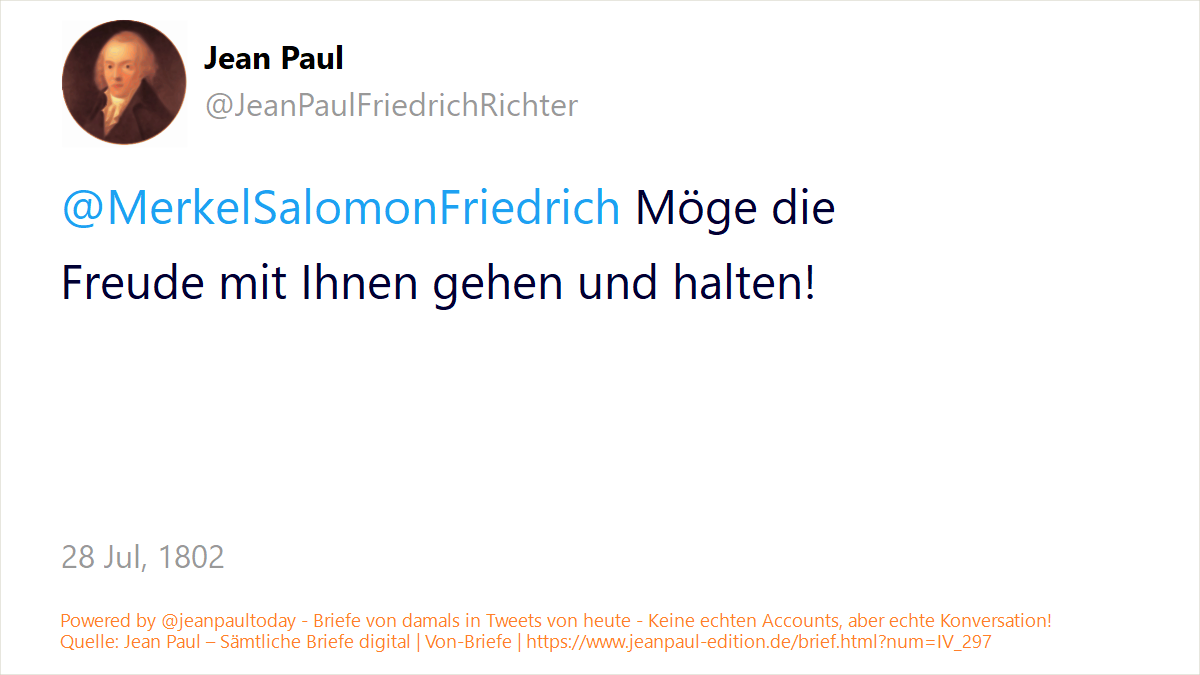 Jean Paul
@JeanPaulFriedrichRichter
@MerkelSalomonFriedrich Möge die
Freude mit Ihnen gehen und halten!
28 Jul, 1802
Powered by @jeanpaultoday - Briefe von damals in Tweets von heute - Keine echten Accounts, aber echte Konversation!
Quelle: Jean Paul – Sämtliche Briefe digital | Von-Briefe | https://www.jeanpaul-edition.de/brief.html?num=IV_297